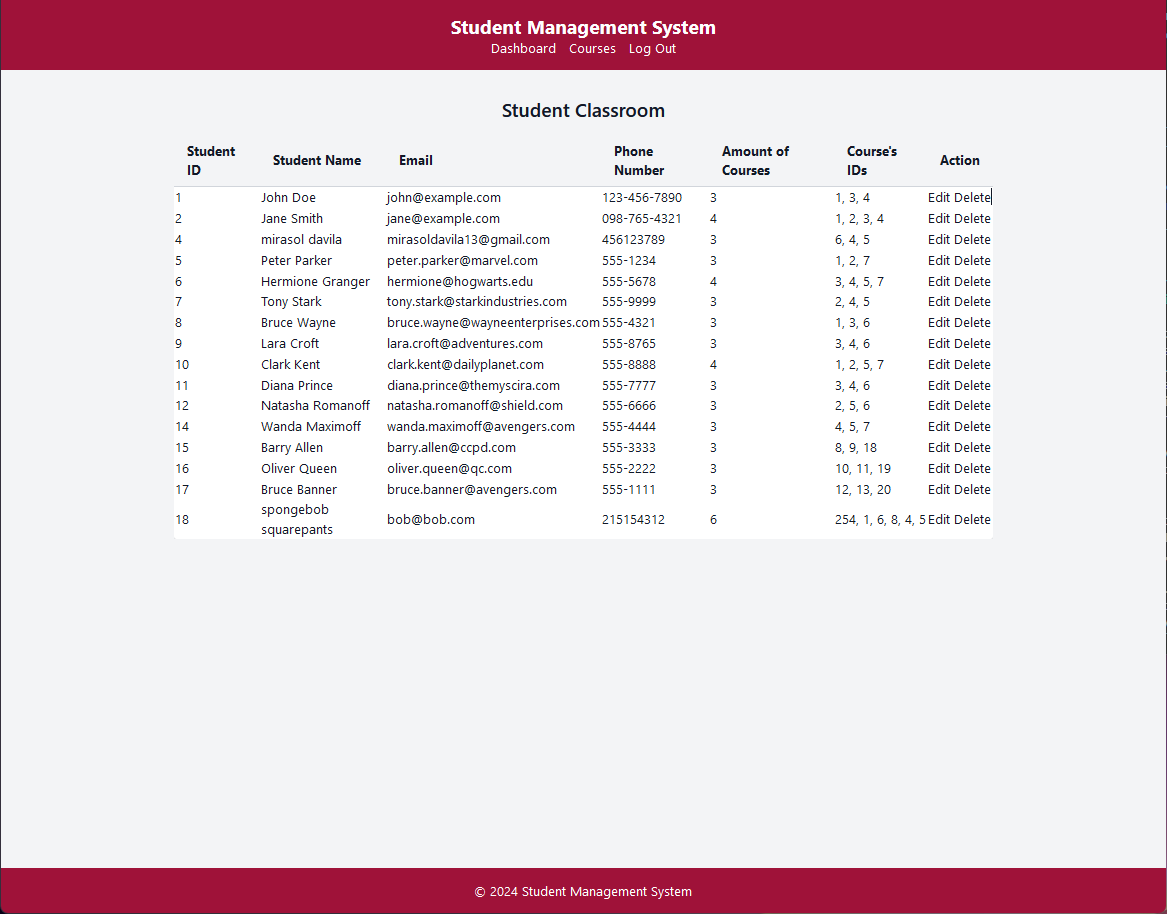 Student Management System
Dashboard Courses Log Out
Student Classroom
Student ID Student Name Email Phone Number Amount of Courses Course's IDs Action
1 John Doe john@example.com 123-456-7890 3 1, 3, 4 Edit Delete
2 Jane Smith jane@example.com 098-765-4321 4 1, 2, 3, 4 Edit Delete
4 mirasol davila mirasoldavila13@gmail.com 456123789 3 6, 4, 5 Edit Delete
5 Peter Parker peter.parker@marvel.com 555-1234 3 1, 2, 7 Edit Delete
6 Hermione Granger hermione@hogwarts.edu 555-5678 4 3, 4, 5, 7 Edit Delete
7 Tony Stark tony.stark@starkindustries.com 555-9999 3 2, 4, 5 Edit Delete
8 Bruce Wayne bruce.wayne@wayneenterprises.com 555-4321 3 1, 3, 6 Edit Delete
9 Lara Croft lara.croft@adventures.com 555-8765 3 3, 4, 6 Edit Delete
10 Clark Kent clark.kent@dailyplanet.com 555-8888 4 1, 2, 5, 7 Edit Delete
11 Diana Prince diana.prince@themyscira.com 555-7777 3 3, 4, 6 Edit Delete
12 Natasha Romanoff natasha.romanoff@shield.com 555-6666 3 2, 5, 6 Edit Delete
14 Wanda Maximoff wanda.maximoff@avengers.com 555-4444 3 4, 5, 7 Edit Delete
15 Barry Allen barry.allen@ccpd.com 555-3333 3 8, 9, 18 Edit Delete
16 Oliver Queen oliver.queen@qc.com 555-2222 3 10, 11, 19 Edit Delete
17 Bruce Banner bruce.banner@avengers.com 555-1111 3 12, 13, 20 Edit Delete
18 spongebob squarepants bob@bob.com 215154312 6 254, 1, 6, 8, 4, 5 Edit Delete
© 2024 Student Management System